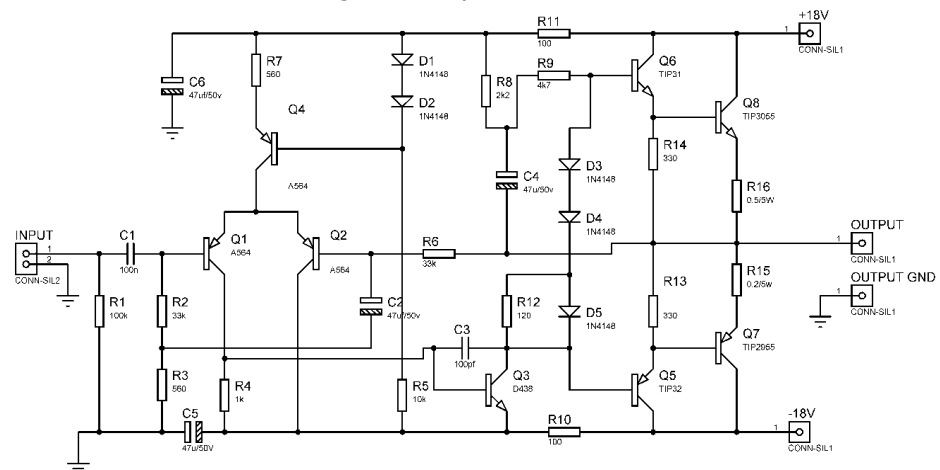 +18V
1
CONN-SIL1
R11
100
R7
560
D1
1N4148
Q6
TIP31
C6
47uf/50v
R8
2k2
R9
4k7
D2
1N4148
Q8
TIP3055
Q4
R14
330
D3
1N4148
A564
C4
47u/50v
R16
0.5/5W
D4
1N4148
OUTPUT
1
CONN-SIL1
INPUT
1
2
CONN-SIL2
C1
100n
Q1
A564
Q2
A564
R6
33k
OUTPUT GND
1
CONN-SIL1
R1
100k
R2
33k
C2
47uf/50v
R12
120
D5
1N4148
R13
330
R15
0.2/5w
C3
100pf
Q7
TIP2955
R3
560
R4
1k
R5
10k
Q3
D438
Q5
TIP32
C5
47u/50V
R10
100
-18V
1
CONN-SIL1